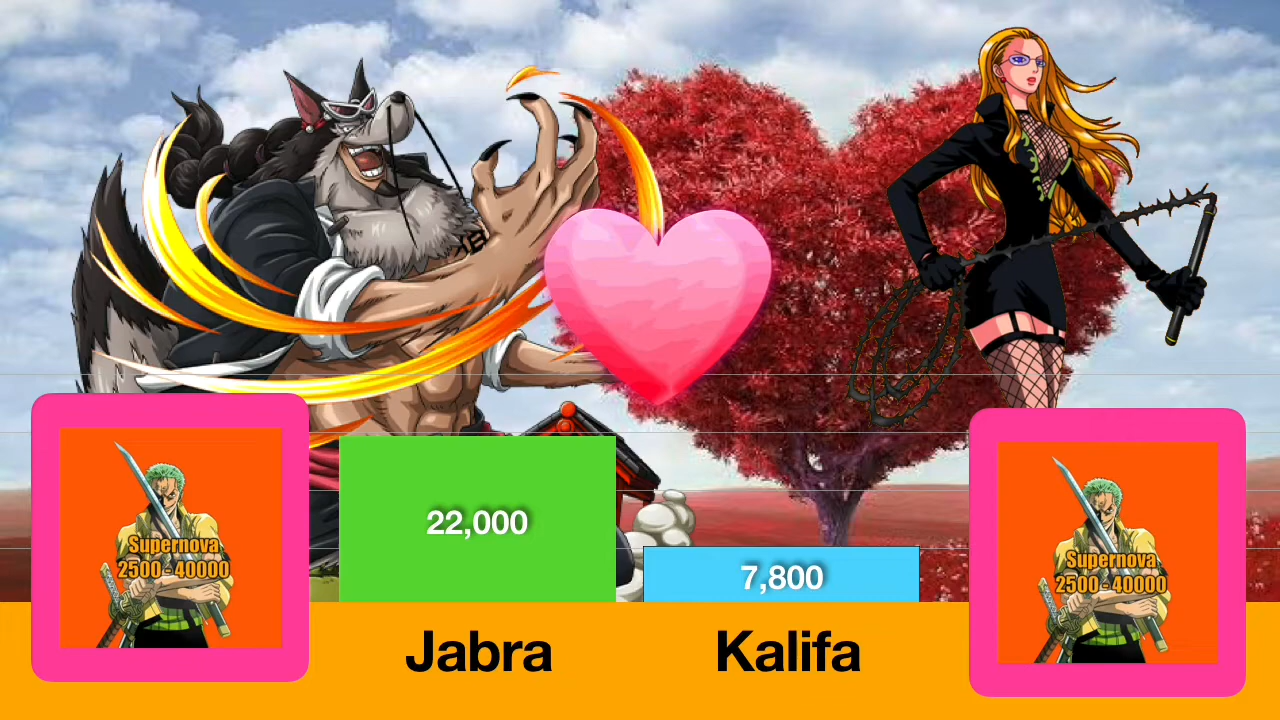 Supernova
2500 - 40000
22,000
7,800
Supernova
2500 - 40000
Jabra
Kalifa